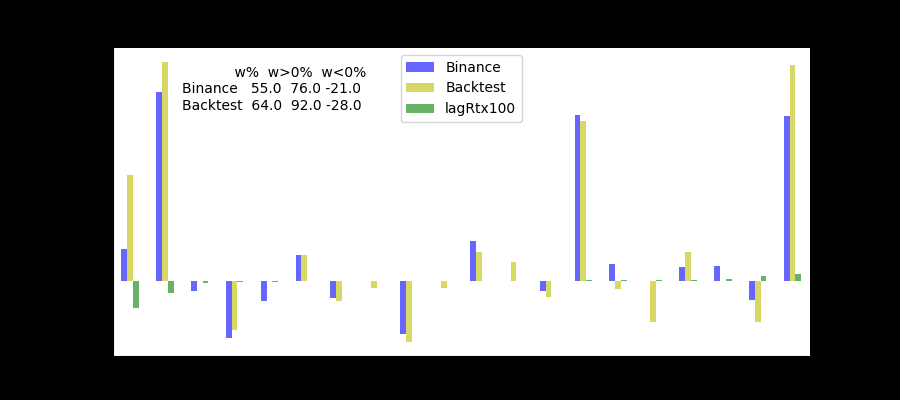 w%  w>0%  w<0%
Binance   55.0  76.0 -21.0
Backtest  64.0  92.0 -28.0
Binance
Backtest
lagRtx100